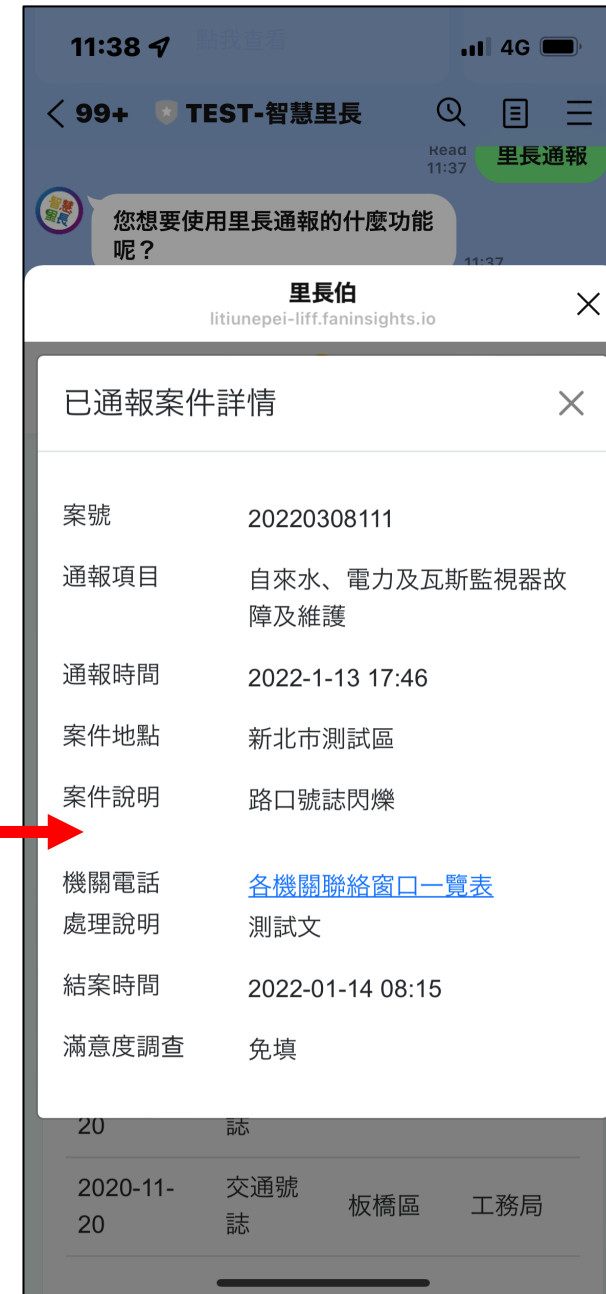 11:38
點我查看
4G
99+
TEST-智慧里長
Read
11:37
里長通報
智慧
里長
您想要使用里長通報的什麼功能
呢？
11:37
里長伯
litiunepei-liff.faninsights.io
已通報案件詳情
案號 20220308111
通報項目 自來水、電力及瓦斯監視器故
障及維護
通報時間 2022-1-13 17:46
案件地點 新北市測試區
案件說明 路口號誌閃爍
機關電話 各機關聯絡窗口一覽表
處理說明 測試文
結案時間 2022-01-14 08:15
滿意度調查 免填
20 誌
2020-11- 交通號
板橋區 工務局
20 誌